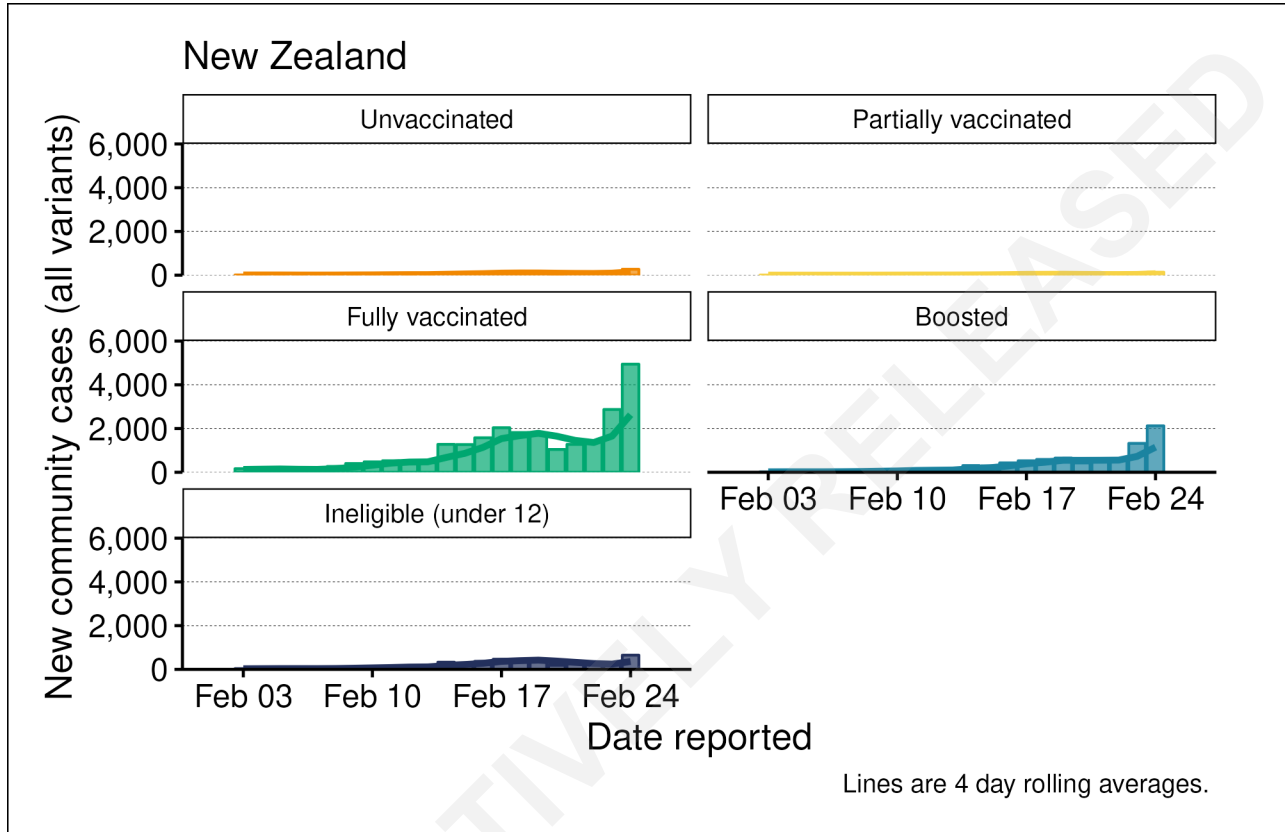 New Zealand
Unvaccinated
Partially vaccinated
6,000
4,000
2,000
0
Fully vaccinated
Boosted
6,000
4,000
2,000
0
Feb 03 Feb 10 Feb 17 Feb 24
Ineligible (under 12)
6,000
4,000
2,000
0
Feb 03 Feb 10 Feb 17 Feb 24
New community cases (all variants)
Date reported
Lines are 4 day rolling averages.
TIVELY RELEASED